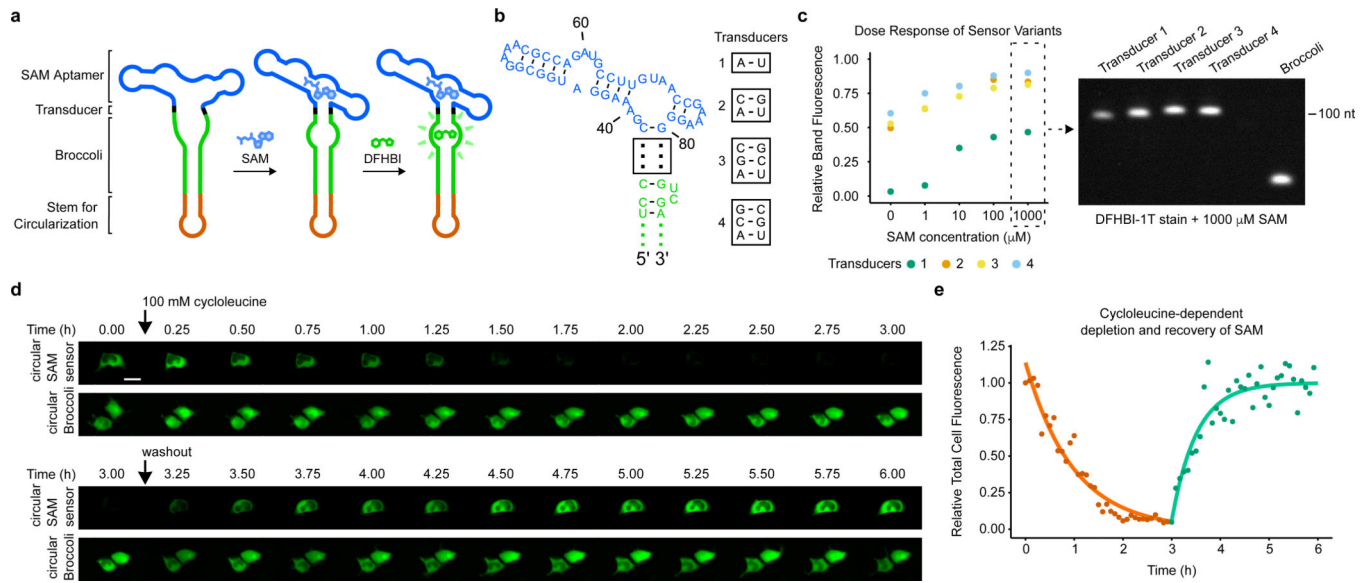 a
SAM Aptamer
Transducer
Broccoli
Stem for
Circularization
SAM
DFHBI
b
60
40
80
5' 3'
Transducers
1
A - U
2
C - G
A - U
3
C - G
G - C
A - U
4
G - C
C - G
A - U
c
Dose Response of Sensor Variants
Relative Band Fluorescence
1.00
0.75
0.50
0.25
0.00
0 1 10 100 1000
SAM concentration (μM)
Transducers 1 2 3 4
Transducer 1
Transducer 2
Transducer 3
Transducer 4
Broccoli
100 nt
DFHBI-1T stain + 1000 μM SAM
d
100 mM cycloleucine
Time (h) 0.00 0.25 0.50 0.75 1.00 1.25 1.50 1.75 2.00 2.25 2.50 2.75 3.00
circular
SAM
sensor
circular
Broccoli
washout
Time (h) 3.00 3.25 3.50 3.75 4.00 4.25 4.50 4.75 5.00 5.25 5.50 5.75 6.00
circular
SAM
sensor
circular
Broccoli
e
Cycloleucine-dependent
depletion and recovery of SAM
Relative Total Cell Fluorescence
1.25
1.00
0.75
0.50
0.25
0.00
0 1 2 3 4 5 6
Time (h)